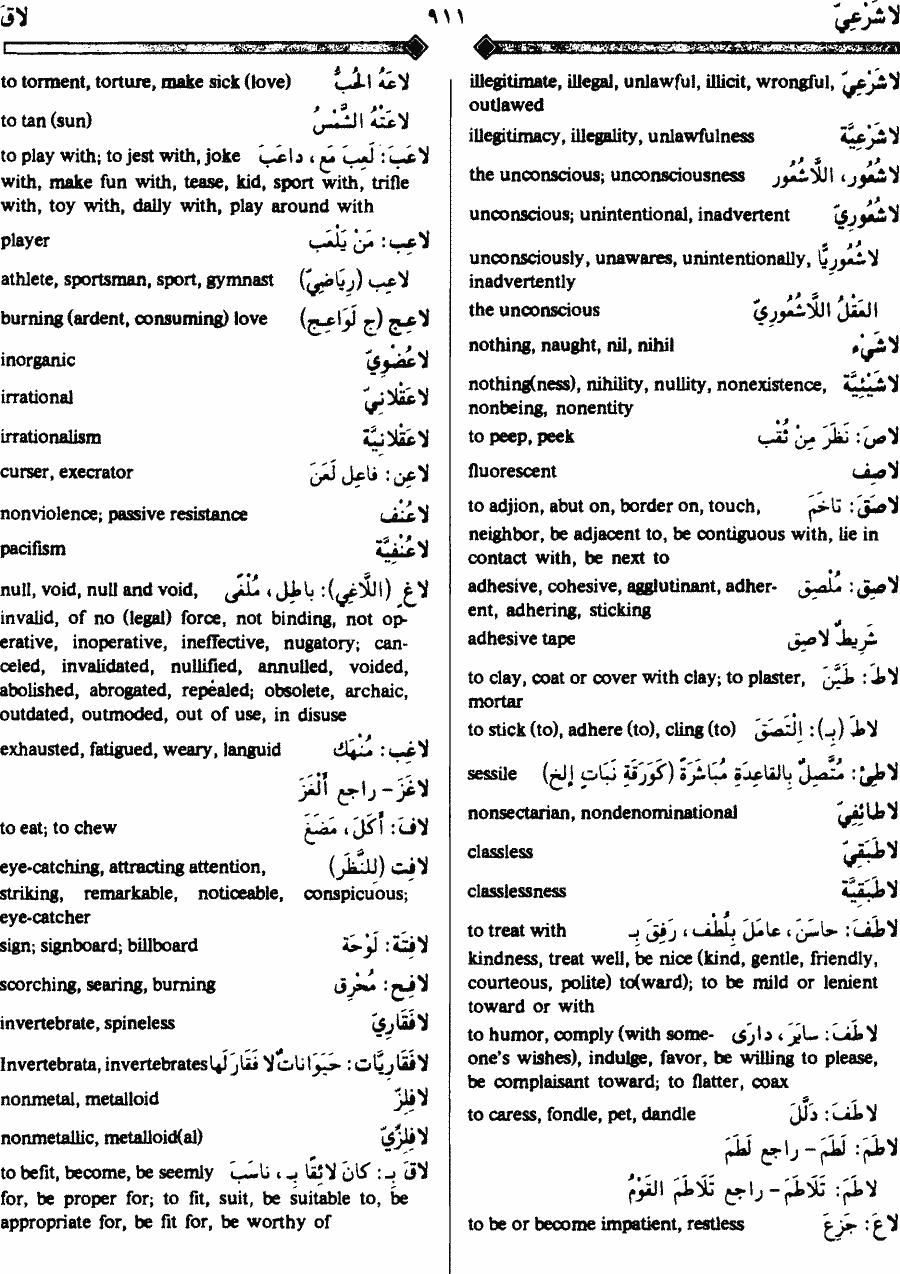 لاشَرْعِيّ ٩١١ لاقَ
لاشَرْعِيّ illegitimate, illegal, unlawful, illicit, wrongful,
outlawed
لاشَرْعِيَّة illegitimacy, illegality, unlawfulness
لاشُعُور، اللّاشُعُور the unconscious; unconsciousness
لاشُعُورِيّ unconscious; unintentional, inadvertent
لاشُعُورِيًّا unconsciously, unawares, unintentionally,
inadvertently
العَقْلُ اللّاشُعُورِيّ the unconscious
لاشَيْء nothing, naught, nil, nihil
لاشَيْئِيَّة nothing(ness), nihility, nullity, nonexistence,
nonbeing, nonentity
لاصَ: نَظَرَ مِنْ ثُقْب to peep, peek
لاصِف fluorescent
لاصَقَ: تاخَمَ to adjion, abut on, border on, touch,
neighbor, be adjacent to, be contiguous with, lie in
contact with, be next to
لاصِق: مُلْصِق adhesive, cohesive, agglutinant, adher-
ent, adhering, sticking
شَرِيطٌ لاصِق adhesive tape
لاطَ: طَيَّنَ to clay, coat or cover with clay; to plaster,
mortar
لاطَ (بِـ): اِلْتَصَقَ to stick (to), adhere (to), cling (to)
لاطِئ: مُتَّصِلٌ بِالقاعِدَةِ مُبَاشَرَةً (كَوَرَقَةِ نَبَاتٍ إلخ) sessile
لاطائِفِيّ nonsectarian, nondenominational
لاطَبَقِيّ classless
لاطَبَقِيَّة classlessness
لاطَفَ: حاسَنَ، عامَلَ بِلُطْف، رَفِقَ بِـ to treat with
kindness, treat well, be nice (kind, gentle, friendly,
courteous, polite) to(ward); to be mild or lenient
toward or with
لاطَفَ: سايَرَ، دارَى to humor, comply (with some-
one's wishes), indulge, favor, be willing to please,
be complaisant toward; to flatter, coax
لاطَفَ: دَلَّلَ to caress, fondle, pet, dandle
لاطَمَ: لَطَمَ - راجع لَطَمَ
لاطَمَ: تَلَاطَمَ - راجع تَلَاطَمَ القَوْمُ
لاعَ: جَزِعَ to be or become impatient, restless
لاعَهُ الحُبُّ to torment, torture, make sick (love)
لاعَتْهُ الشَّمْسُ to tan (sun)
لاعَبَ: لَعِبَ مَعَ، داعَبَ to play with; to jest with, joke
with, make fun with, tease, kid, sport with, trifle
with, toy with, dally with, play around with
لاعِب: مَنْ يَلْعَب player
لاعِب (رِيَاضِيّ) athlete, sportsman, sport, gymnast
لاعِج (ج لَوَاعِج) burning (ardent, consuming) love
لاعُضْوِيّ inorganic
لاعَقْلانِيّ irrational
لاعَقْلانِيَّة irrationalism
لاعِن: فاعِل لَعَنَ curser, execrator
لاعُنْف nonviolence; passive resistance
لاعُنْفِيَّة pacifism
لاغٍ (اللّاغِي): باطِل، مُلْغًى null, void, null and void,
invalid, of no (legal) force, not binding, not op-
erative, inoperative, ineffective, nugatory; can-
celed, invalidated, nullified, annulled, voided,
abolished, abrogated, repealed; obsolete, archaic,
outdated, outmoded, out of use, in disuse
لاغِب: مُنْهَك exhausted, fatigued, weary, languid
لاغَزَ - راجع أَلْغَزَ
لافَ: أَكَلَ، مَضَغَ to eat; to chew
لافِت (لِلنَّظَر) eye-catching, attracting attention,
striking, remarkable, noticeable, conspicuous;
eye-catcher
لافِتَة: لَوْحَة sign; signboard; billboard
لافِح: مُحْرِق scorching, searing, burning
لافَقَارِيّ invertebrate, spineless
لافَقَارِيَّات: حَيَوَاناتٌ لا فَقَارَ لَها Invertebrata, invertebrates
لافِلِزّ nonmetal, metalloid
لافِلِزِّيّ nonmetallic, metalloid(al)
لاقَ بِـ: كانَ لائِقًا بِـ، ناسَبَ to befit, become, be seemly
for, be proper for; to fit, suit, be suitable to, be
appropriate for, be fit for, be worthy of